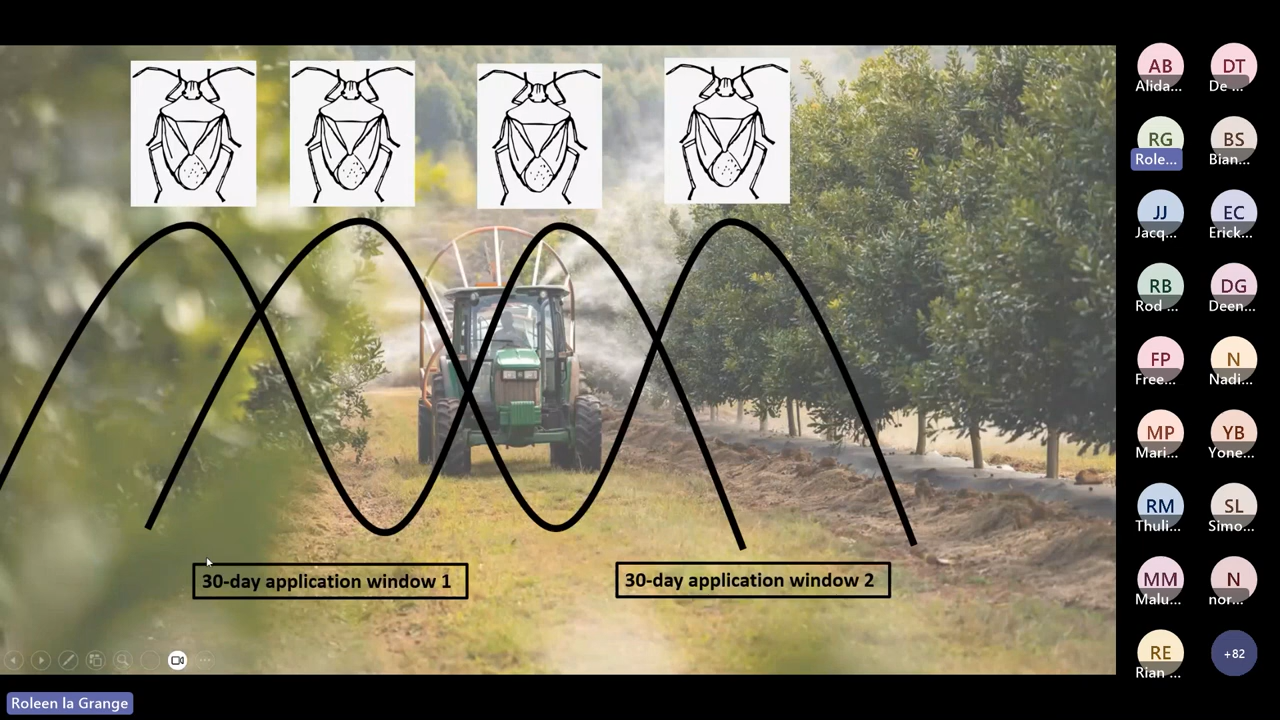 AB
DT
Alida...
De ...
RG
BS
Role...
Bian...
JJ
EC
Jacq...
Erick...
RB
DG
Rod ...
Deen...
FP
N
Free...
Nadi...
MP
YB
Mari...
Yone...
RM
SL
Thuli...
Simo...
30-day application window 1
30-day application window 2
MM
N
Malu...
nor...
RE
+82
Rian ...
Roleen la Grange